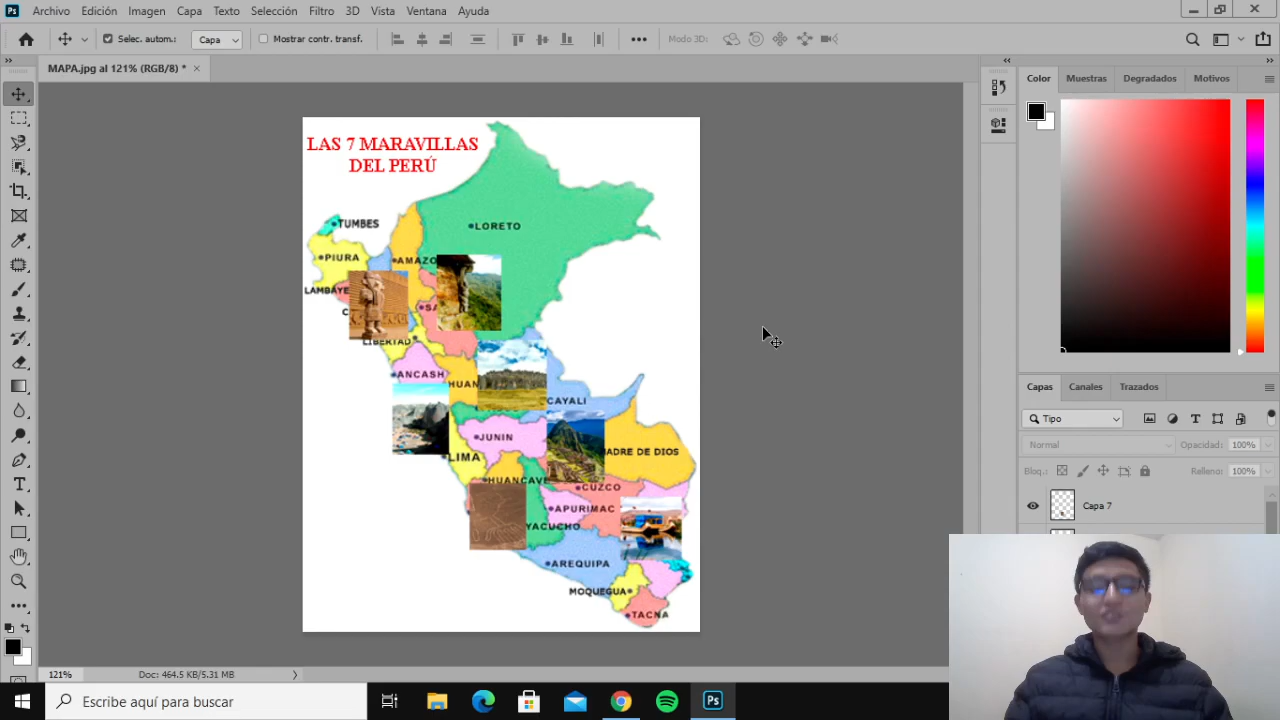 Ps Archivo Edición Imagen Capa Texto Selección Filtro 3D Vista Ventana Ayuda
Selec. autom.: Capa Mostrar contr. transf. Modo 3D:
MAPA.jpg al 121% (RGB/8) *
Color Muestras Degradados Motivos
LAS 7 MARAVILLAS
DEL PERÚ
TUMBES
LORETO
PIURA
AMAZO
LAMBAYE
C
SA
LIBERTAD
ANCASH
HUAN
CAYALI
JUNIN
MADRE DE DIOS
LIMA
HUANCAVE
CUZCO
APURIMAC
YACUCHO
AREQUIPA
MOQUEGUA
TACNA
Capas Canales Trazados
Tipo
Normal Opacidad: 100%
Bloq.: Relleno: 100%
Capa 7
121% Doc: 464.5 KB/5.31 MB
Escribe aquí para buscar
Ps